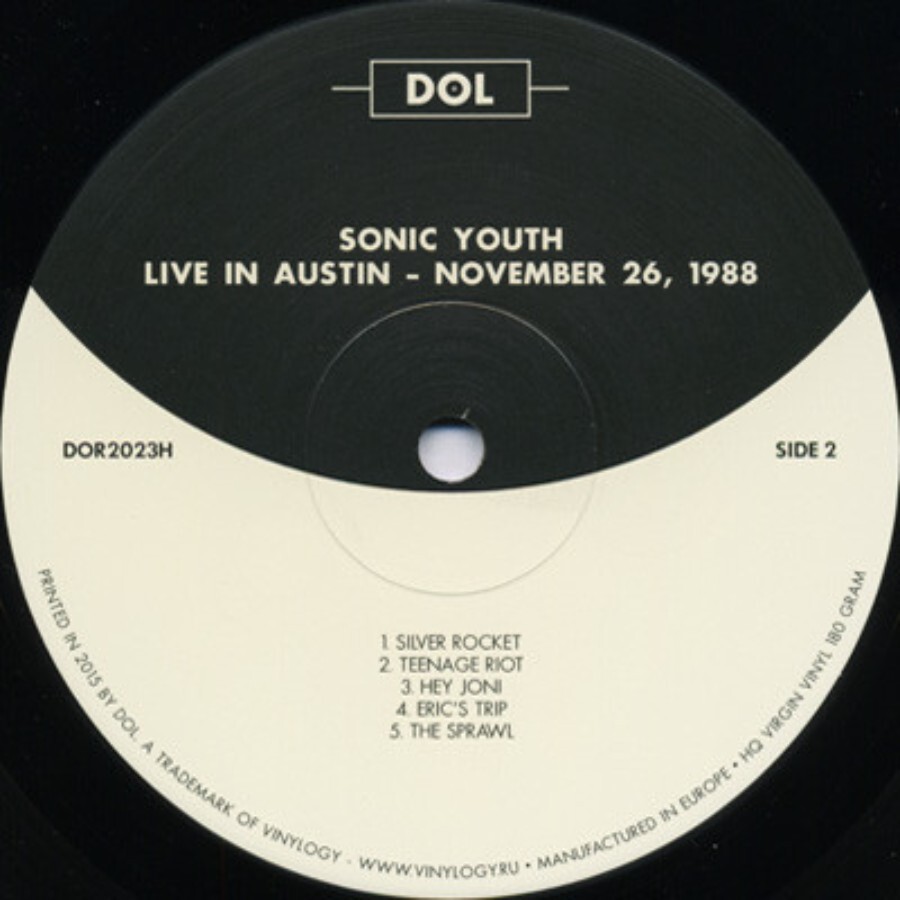 DOL
SONIC YOUTH
LIVE IN AUSTIN – NOVEMBER 26, 1988
DOR2023H
SIDE 2
1. SILVER ROCKET
2. TEENAGE RIOT
3. HEY JONI
4. ERIC'S TRIP
5. THE SPRAWL
PRINTED IN 2015 BY DOL, A TRADEMARK OF VINYLOGY - WWW.VINYLOGY.RU • MANUFACTURED IN EUROPE • HQ VIRGIN VINYL 180 GRAM